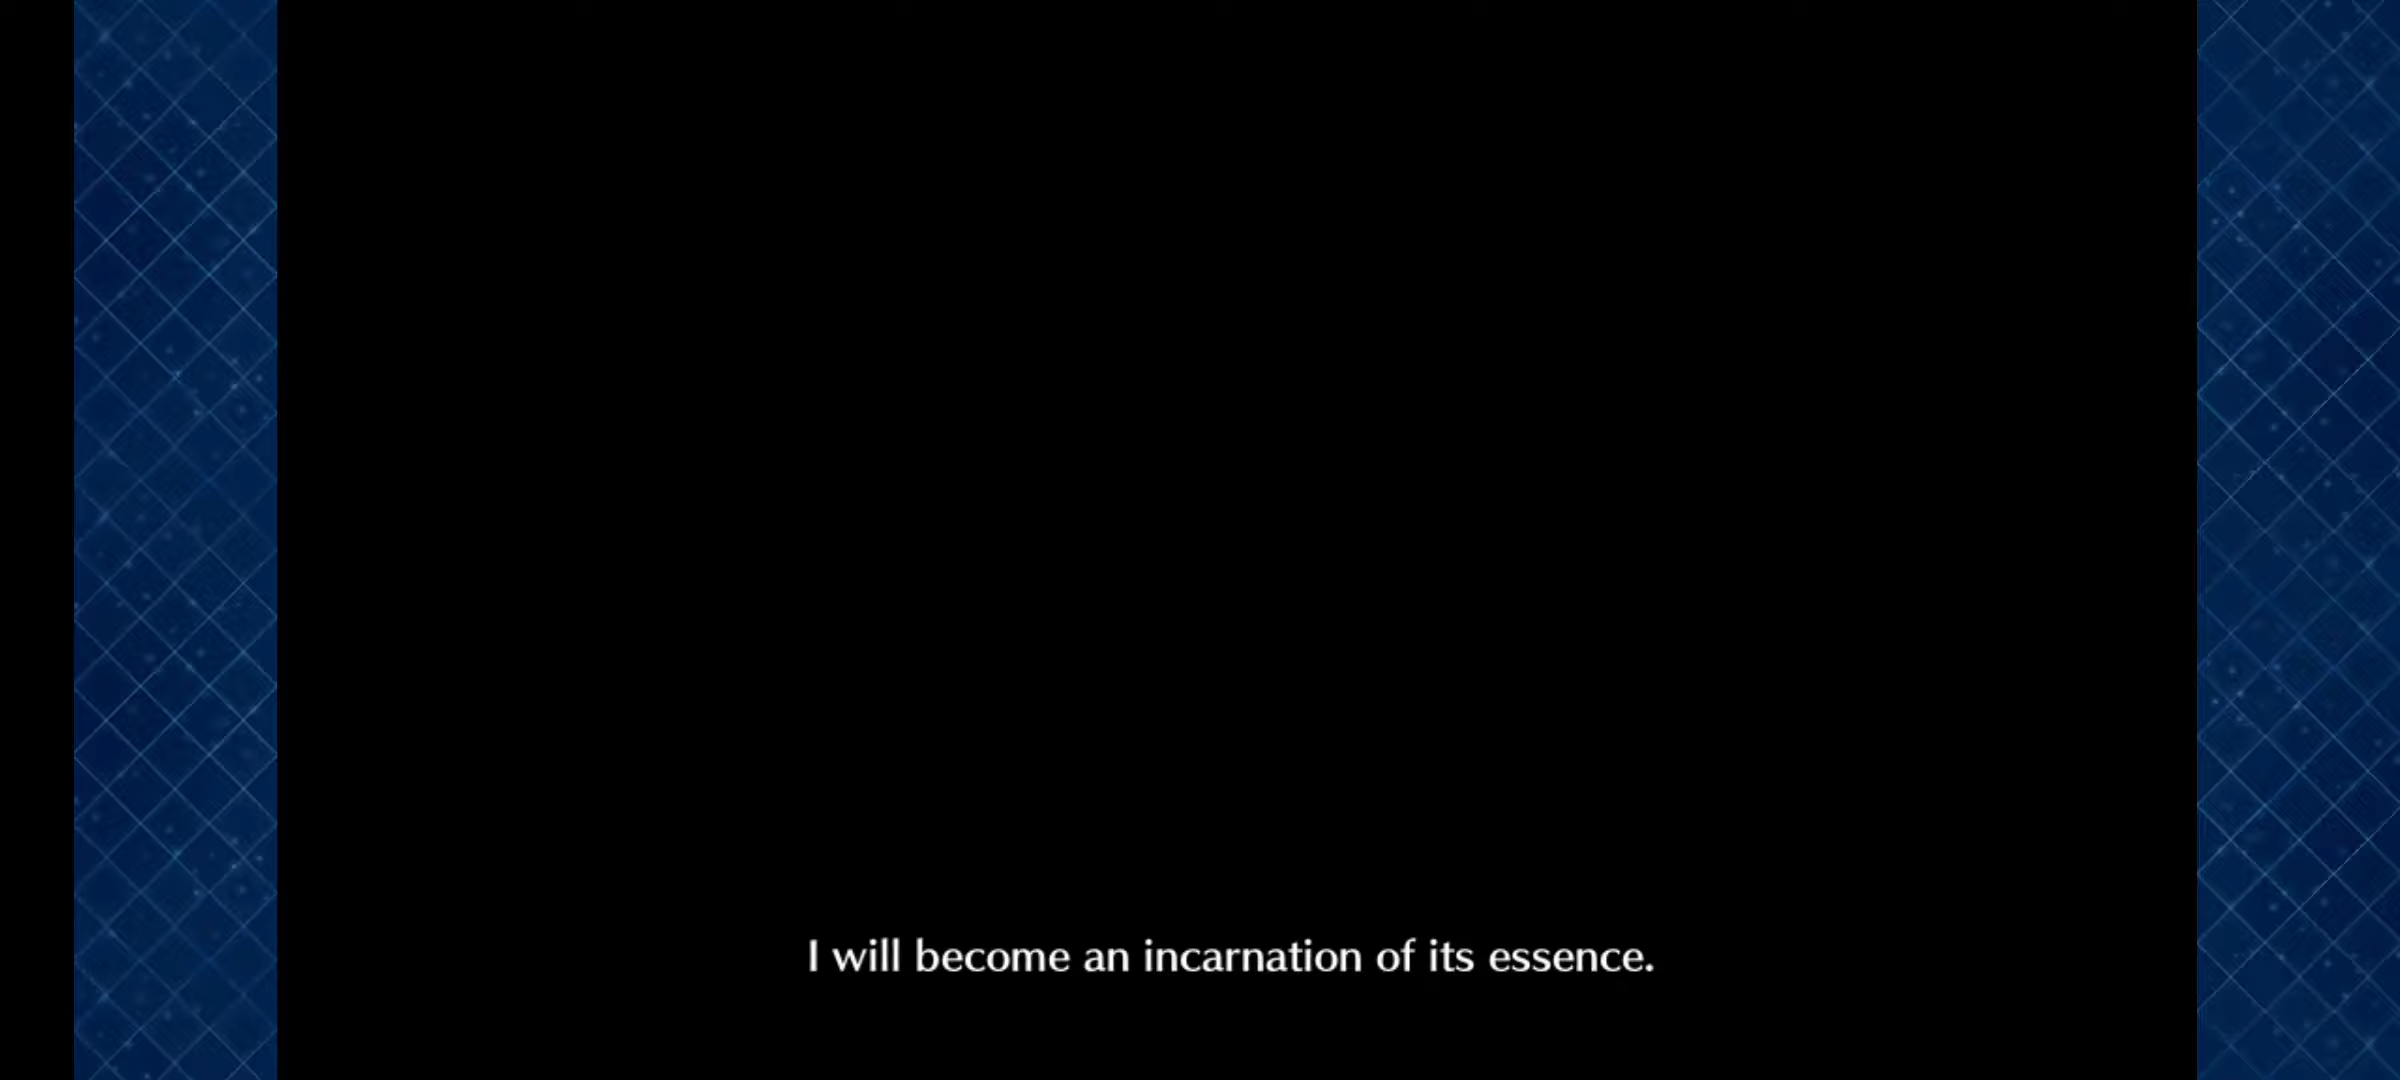 I will become an incarnation of its essence.